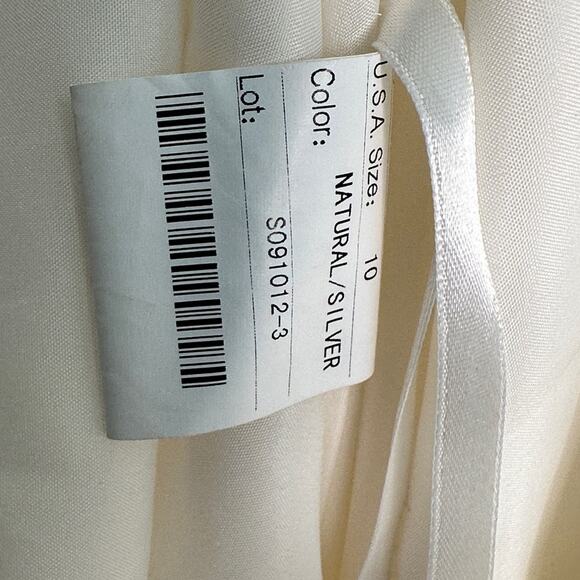 U.S.A. Size: 10
Color: NATURAL/SILVER
Lot: S091012-3